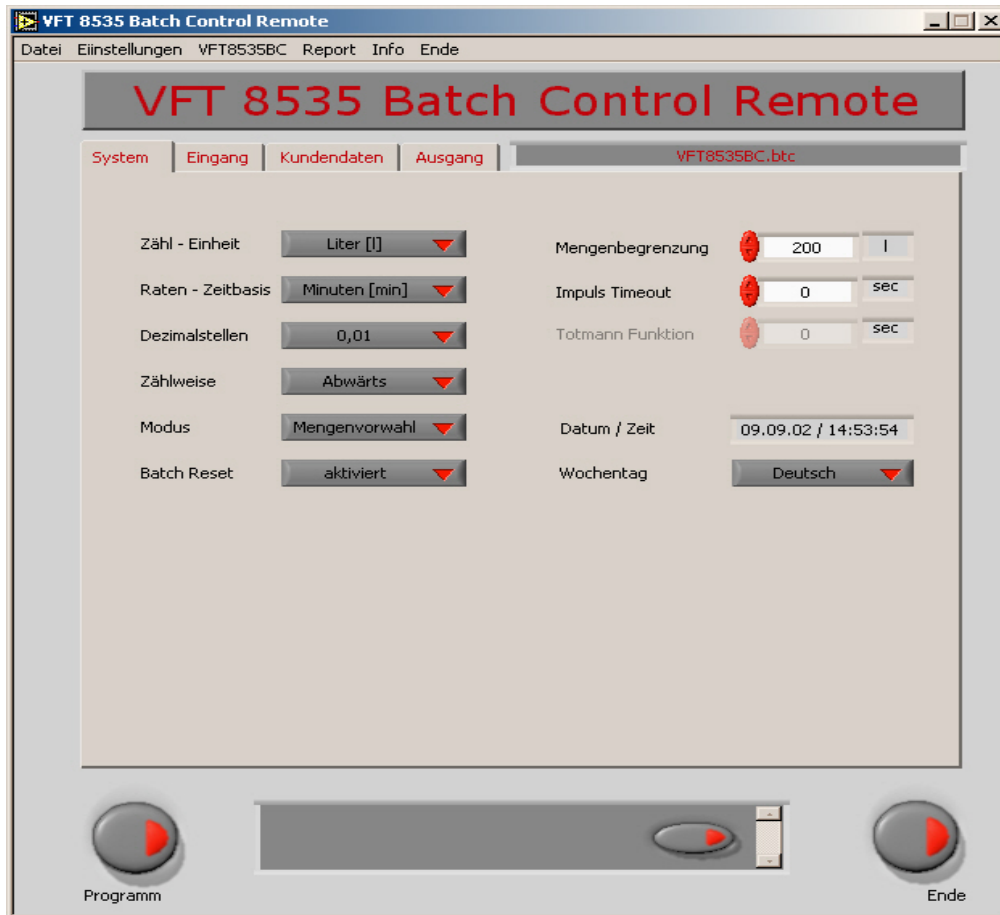 VFT 8535 Batch Control Remote
Datei Eiinstellungen VFT8535BC Report Info Ende
VFT 8535 Batch Control Remote
System Eingang Kundendaten Ausgang VFT8535BC.btc
Zähl - Einheit Liter [l] Mengenbegrenzung 200 l
Raten - Zeitbasis Minuten [min] Impuls Timeout 0 sec
Dezimalstellen 0,01 Totmann Funktion 0 sec
Zählweise Abwärts
Modus Mengenvorwahl Datum / Zeit 09.09.02 / 14:53:54
Batch Reset aktiviert Wochentag Deutsch
Programm Ende